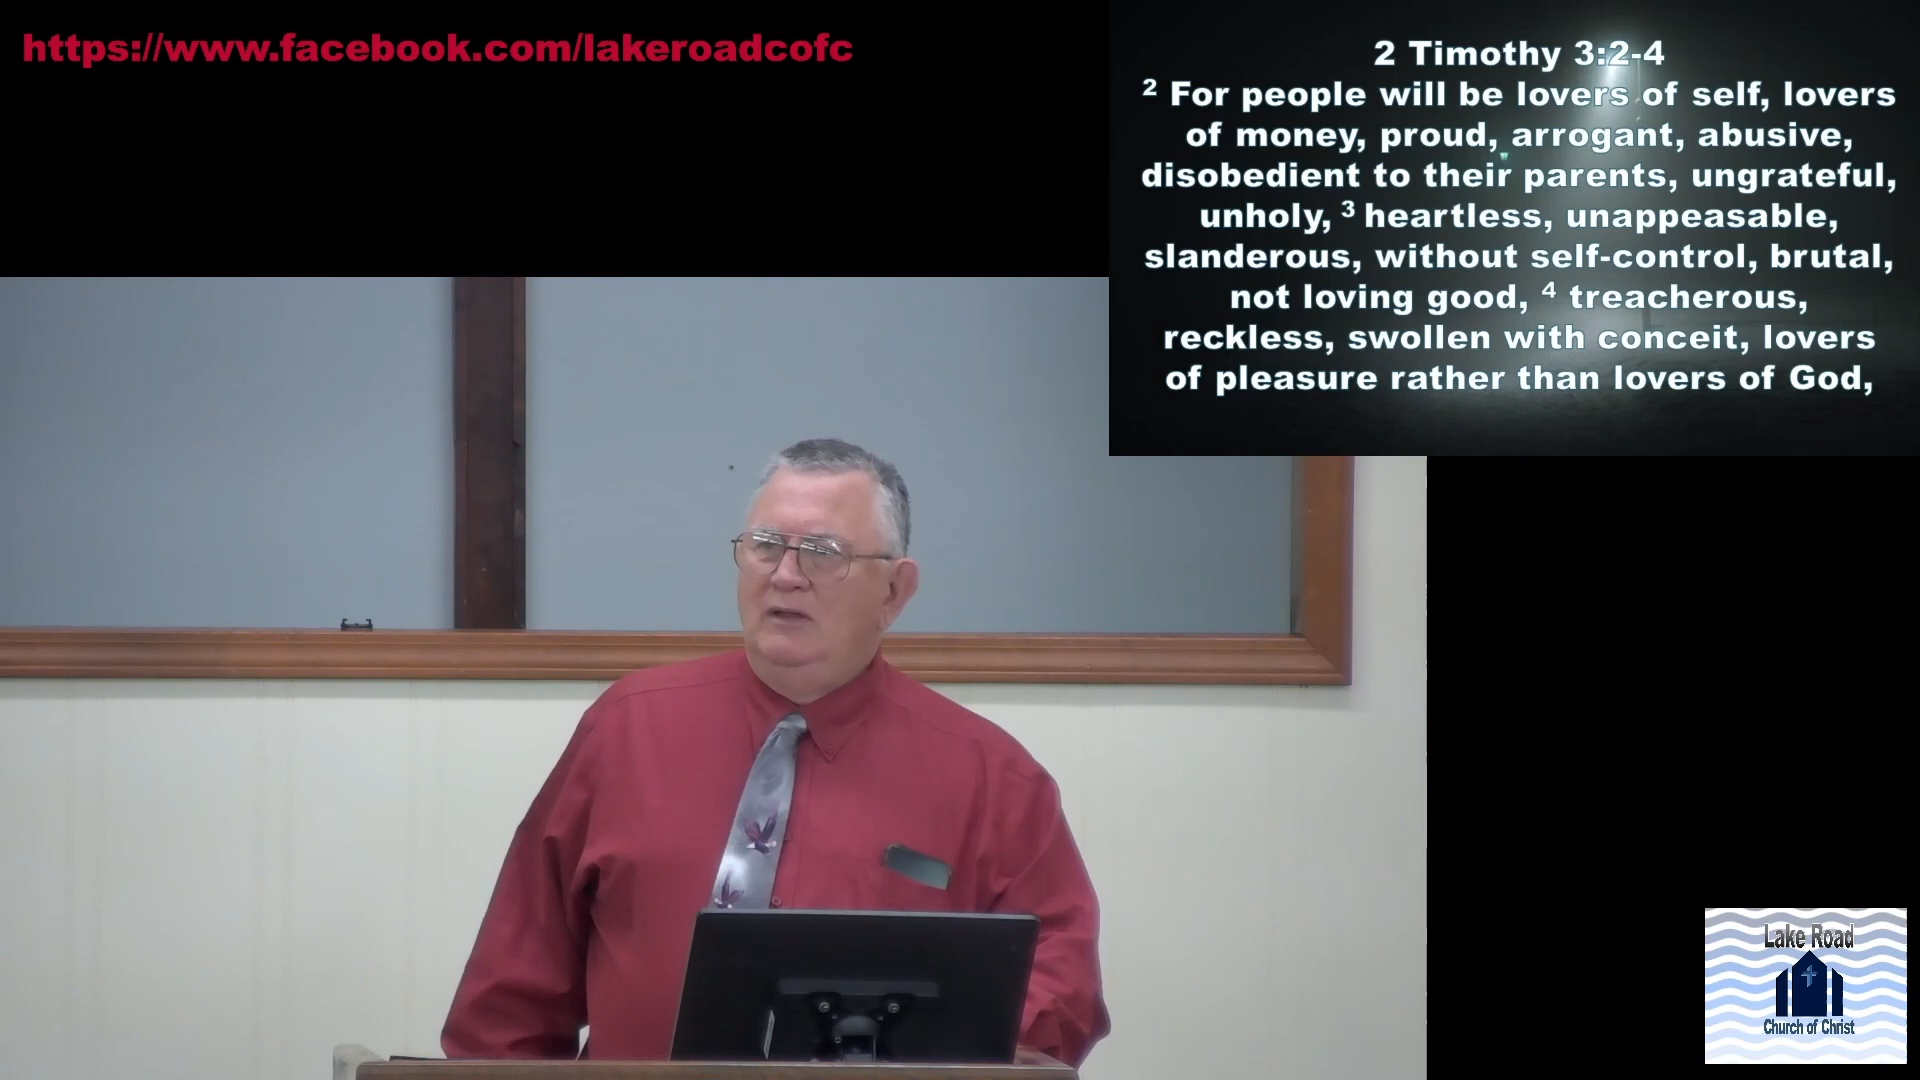 https://www.facebook.com/lakeroadcofc
2 Timothy 3:2-4
² For people will be lovers of self, lovers
of money, proud, arrogant, abusive,
disobedient to their parents, ungrateful,
unholy, ³ heartless, unappeasable,
slanderous, without self-control, brutal,
not loving good, ⁴ treacherous,
reckless, swollen with conceit, lovers
of pleasure rather than lovers of God,
Lake Road
Church of Christ